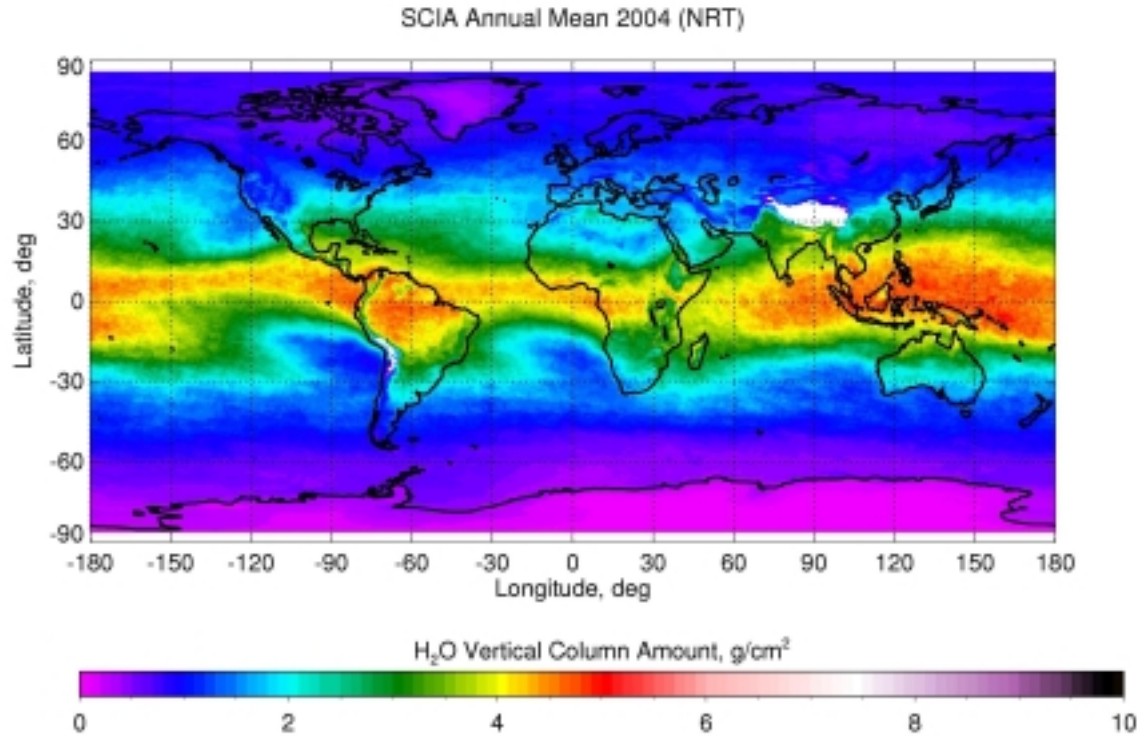 SCIA Annual Mean 2004 (NRT)
90
60
30
0
-30
-60
-90
Latitude, deg
-180 -150 -120 -90 -60 -30 0 30 60 90 120 150 180
Longitude, deg
H₂O Vertical Column Amount, g/cm²
0 2 4 6 8 10